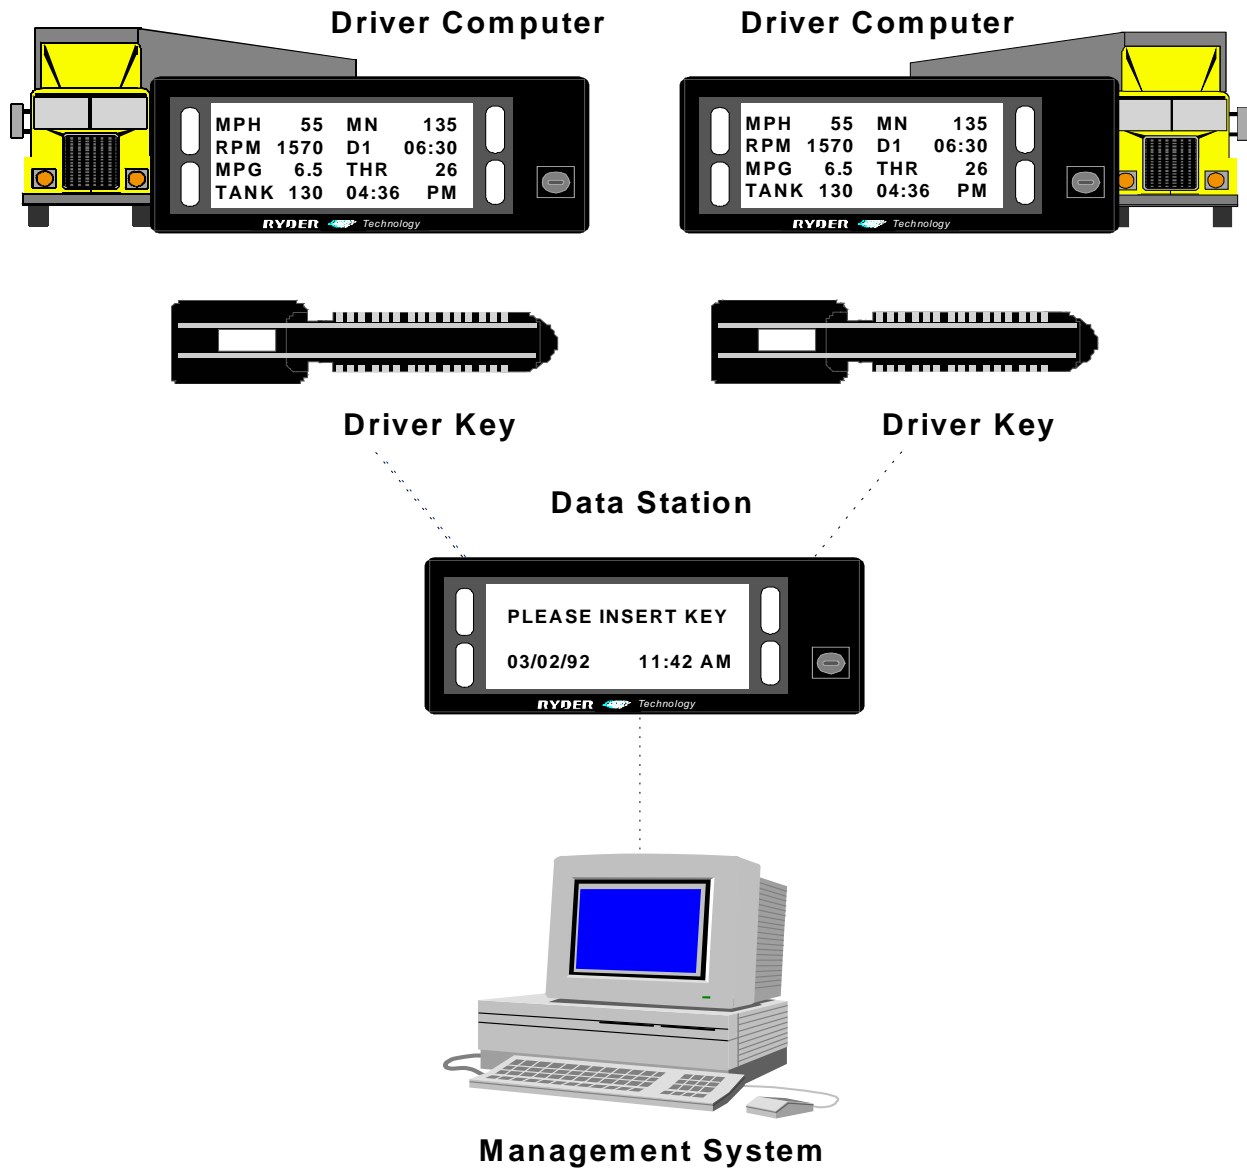 Driver Computer
Driver Computer
MPH 55 MN 135
RPM 1570 D1 06:30
MPG 6.5 THR 26
TANK 130 04:36 PM
RYDER Technology
MPH 55 MN 135
RPM 1570 D1 06:30
MPG 6.5 THR 26
TANK 130 04:36 PM
RYDER Technology
Driver Key
Driver Key
Data Station
PLEASE INSERT KEY
03/02/92 11:42 AM
RYDER Technology
Management System